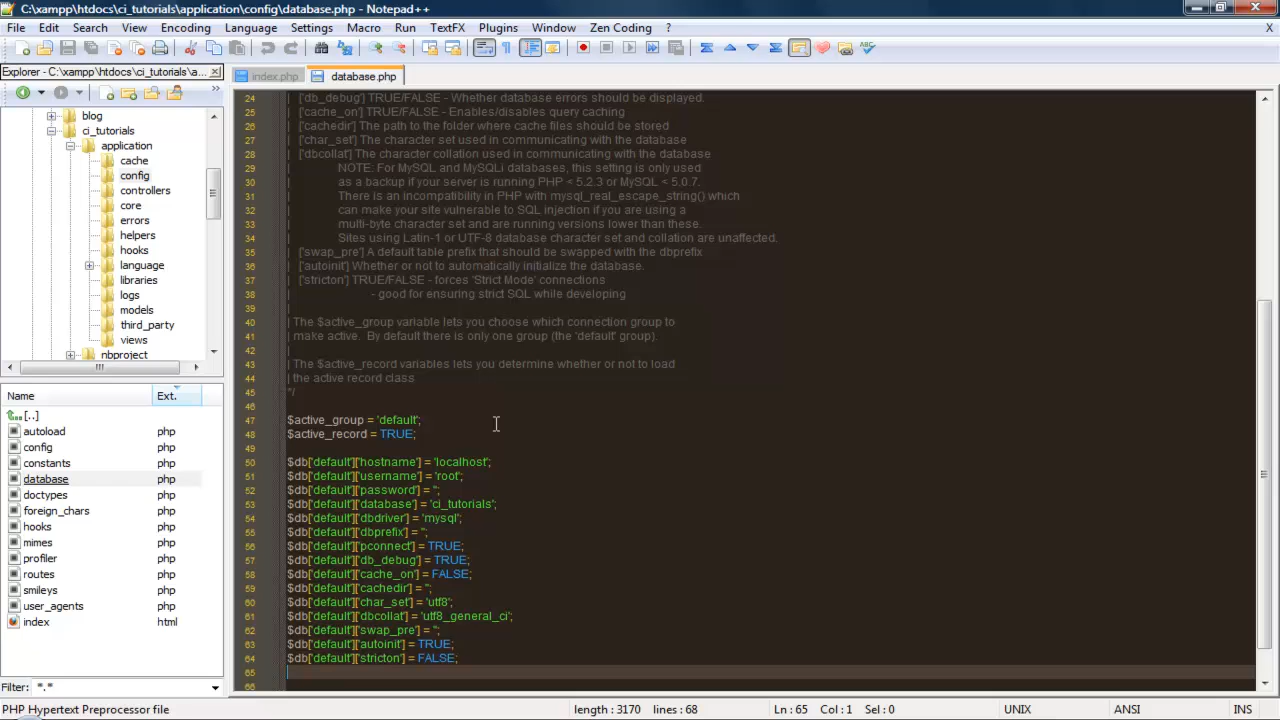 C:\xampp\htdocs\ci_tutorials\application\config\database.php - Notepad++
File Edit Search View Encoding Language Settings Macro Run TextFX Plugins Window Zen Coding ? X
Explorer - C:\xampp\htdocs\ci_tutorials\a...
index.php database.php
blog
ci_tutorials
application
cache
config
controllers
core
errors
helpers
hooks
language
libraries
logs
models
third_party
views
nbproject
Name Ext.
[..]
autoload php
config php
constants php
database php
doctypes php
foreign_chars php
hooks php
mimes php
profiler php
routes php
smileys php
user_agents php
index html
Filter: *.*
24 | ['db_debug'] TRUE/FALSE - Whether database errors should be displayed.
25 | ['cache_on'] TRUE/FALSE - Enables/disables query caching
26 | ['cachedir'] The path to the folder where cache files should be stored
27 | ['char_set'] The character set used in communicating with the database
28 | ['dbcollat'] The character collation used in communicating with the database
29 | NOTE: For MySQL and MySQLi databases, this setting is only used
30 | as a backup if your server is running PHP < 5.2.3 or MySQL < 5.0.7.
31 | There is an incompatibility in PHP with mysql_real_escape_string() which
32 | can make your site vulnerable to SQL injection if you are using a
33 | multi-byte character set and are running versions lower than these.
34 | Sites using Latin-1 or UTF-8 database character set and collation are unaffected.
35 | ['swap_pre'] A default table prefix that should be swapped with the dbprefix
36 | ['autoinit'] Whether or not to automatically initialize the database.
37 | ['stricton'] TRUE/FALSE - forces 'Strict Mode' connections
38 | - good for ensuring strict SQL while developing
39 |
40 | The $active_group variable lets you choose which connection group to
41 | make active. By default there is only one group (the 'default' group).
42 |
43 | The $active_record variables lets you determine whether or not to load
44 | the active record class
45 */
46
47 $active_group = 'default';
48 $active_record = TRUE;
49
50 $db['default']['hostname'] = 'localhost';
51 $db['default']['username'] = 'root';
52 $db['default']['password'] = '';
53 $db['default']['database'] = 'ci_tutorials';
54 $db['default']['dbdriver'] = 'mysql';
55 $db['default']['dbprefix'] = '';
56 $db['default']['pconnect'] = TRUE;
57 $db['default']['db_debug'] = TRUE;
58 $db['default']['cache_on'] = FALSE;
59 $db['default']['cachedir'] = '';
60 $db['default']['char_set'] = 'utf8';
61 $db['default']['dbcollat'] = 'utf8_general_ci';
62 $db['default']['swap_pre'] = '';
63 $db['default']['autoinit'] = TRUE;
64 $db['default']['stricton'] = FALSE;
65
66
PHP Hypertext Preprocessor file length : 3170 lines : 68 Ln : 65 Col : 1 Sel : 0 UNIX ANSI INS